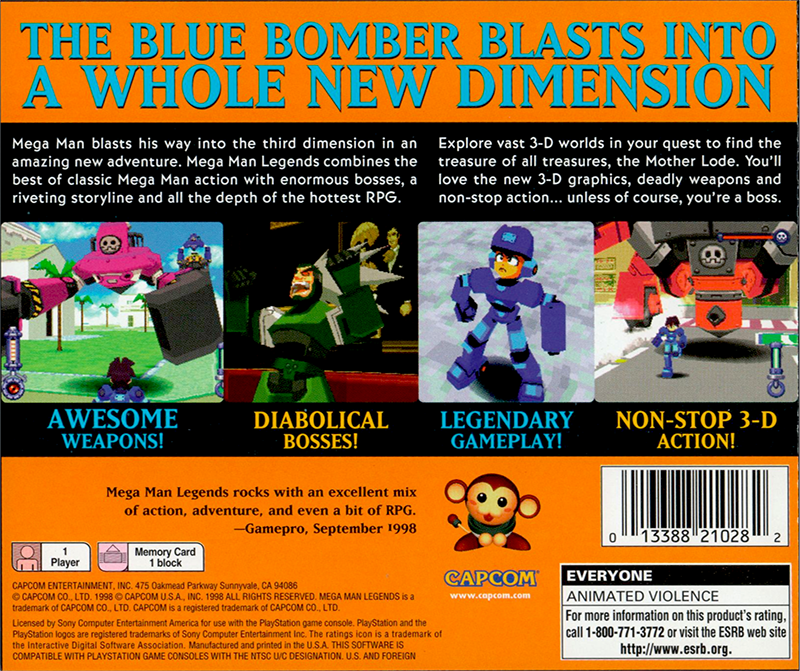 THE BLUE BOMBER BLASTS INTO
A WHOLE NEW DIMENSION
Mega Man blasts his way into the third dimension in an
amazing new adventure. Mega Man Legends combines the
best of classic Mega Man action with enormous bosses, a
riveting storyline and all the depth of the hottest RPG.
Explore vast 3-D worlds in your quest to find the
treasure of all treasures, the Mother Lode. You'll
love the new 3-D graphics, deadly weapons and
non-stop action... unless of course, you're a boss.
AWESOME
WEAPONS!
DIABOLICAL
BOSSES!
LEGENDARY
GAMEPLAY!
NON-STOP 3-D
ACTION!
Mega Man Legends rocks with an excellent mix
of action, adventure, and even a bit of RPG.
—Gamepro, September 1998
1
Player
Memory Card
1 block
CAPCOM
www.capcom.com
0 13388 21028 2
CAPCOM ENTERTAINMENT, INC. 475 Oakmead Parkway Sunnyvale, CA 94086
© CAPCOM CO., LTD. 1998 © CAPCOM U.S.A., INC. 1998 ALL RIGHTS RESERVED. MEGA MAN LEGENDS is a
trademark of CAPCOM CO., LTD. CAPCOM is a registered trademark of CAPCOM CO., LTD.
Licensed by Sony Computer Entertainment America for use with the PlayStation game console. PlayStation and the
PlayStation logos are registered trademarks of Sony Computer Entertainment Inc. The ratings icon is a trademark of
the Interactive Digital Software Association. Manufactured and printed in the U.S.A. THIS SOFTWARE IS
COMPATIBLE WITH PLAYSTATION GAME CONSOLES WITH THE NTSC U/C DESIGNATION. U.S. AND FOREIGN
EVERYONE
ANIMATED VIOLENCE
For more information on this product's rating,
call 1-800-771-3772 or visit the ESRB web site
http://www.esrb.org.